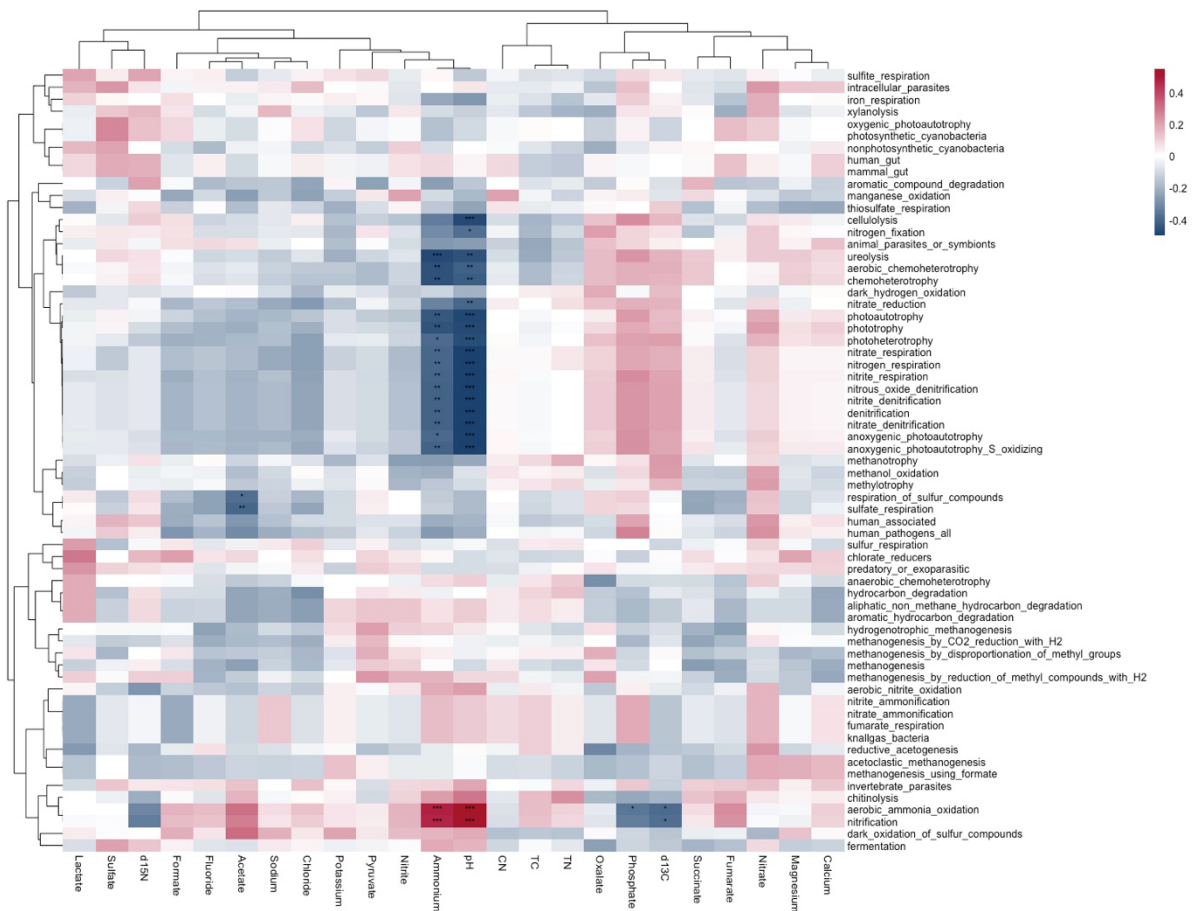 sulfite_respiration
intracellular_parasites
iron_respiration
xylanolysis
oxygenic_photoautotrophy
photosynthetic_cyanobacteria
nonphotosynthetic_cyanobacteria
human_gut
mammal_gut
aromatic_compound_degradation
manganese_oxidation
thiosulfate_respiration
*** cellulolysis
* nitrogen_fixation
animal_parasites_or_symbionts
*** ** ureolysis
** ** aerobic_chemoheterotrophy
** ** chemoheterotrophy
dark_hydrogen_oxidation
** nitrate_reduction
** *** photoautotrophy
** *** phototrophy
* *** photoheterotrophy
** *** nitrate_respiration
** *** nitrogen_respiration
** *** nitrite_respiration
** *** nitrous_oxide_denitrification
** *** nitrite_denitrification
** *** denitrification
** *** nitrate_denitrification
* *** anoxygenic_photoautotrophy
** *** anoxygenic_photoautotrophy_S_oxidizing
methanotrophy
methanol_oxidation
methylotrophy
* respiration_of_sulfur_compounds
** sulfate_respiration
human_associated
human_pathogens_all
sulfur_respiration
chlorate_reducers
predatory_or_exoparasitic
anaerobic_chemoheterotrophy
hydrocarbon_degradation
aliphatic_non_methane_hydrocarbon_degradation
aromatic_hydrocarbon_degradation
hydrogenotrophic_methanogenesis
methanogenesis_by_CO2_reduction_with_H2
methanogenesis_by_disproportionation_of_methyl_groups
methanogenesis
methanogenesis_by_reduction_of_methyl_compounds_with_H2
aerobic_nitrite_oxidation
nitrite_ammonification
nitrate_ammonification
fumarate_respiration
knallgas_bacteria
reductive_acetogenesis
acetoclastic_methanogenesis
methanogenesis_using_formate
invertebrate_parasites
chitinolysis
*** *** * * aerobic_ammonia_oxidation
*** *** * nitrification
dark_oxidation_of_sulfur_compounds
fermentation
Lactate
Sulfate
d15N
Formate
Fluoride
Acetate
Sodium
Chloride
Potassium
Pyruvate
Nitrite
Ammonium
pH
CN
TC
TN
Oxalate
Phosphate
d13C
Succinate
Fumarate
Nitrate
Magnesium
Calcium
0.4
0.2
0
-0.2
-0.4